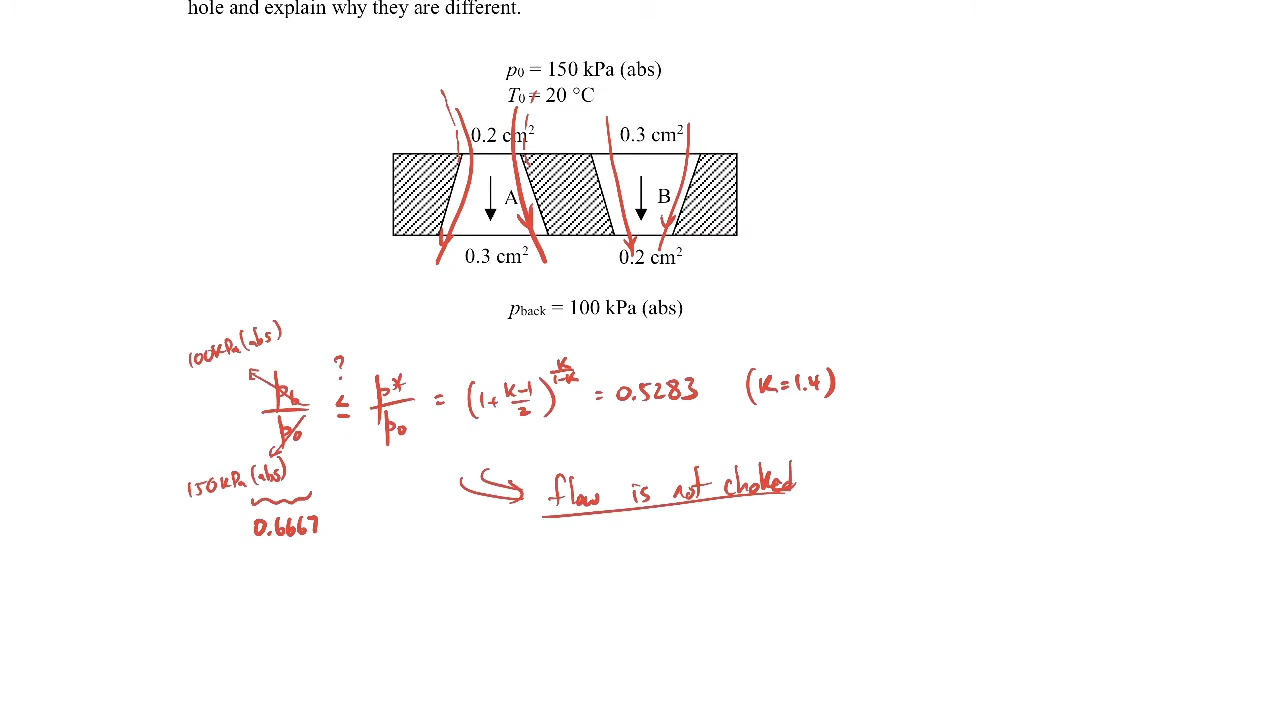 hole and explain why they are different.
p0 = 150 kPa (abs)
T0 = 20 °C
0.2 cm² 0.3 cm²
A B
0.3 cm² 0.2 cm²
pback = 100 kPa (abs)
100kPa (abs)
pb/p0 ≤? p*/p0 = (1 + (k-1)/2)^(k/(1-k)) = 0.5283 (k=1.4)
150kPa (abs)
flow is not choked
0.6667